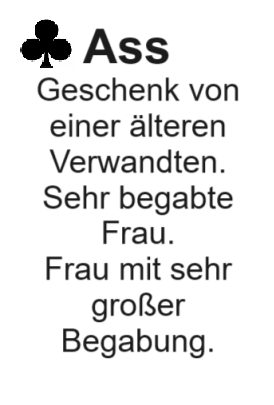 ♣ Ass
Geschenk von
einer älteren
Verwandten.
Sehr begabte
Frau.
Frau mit sehr
großer
Begabung.